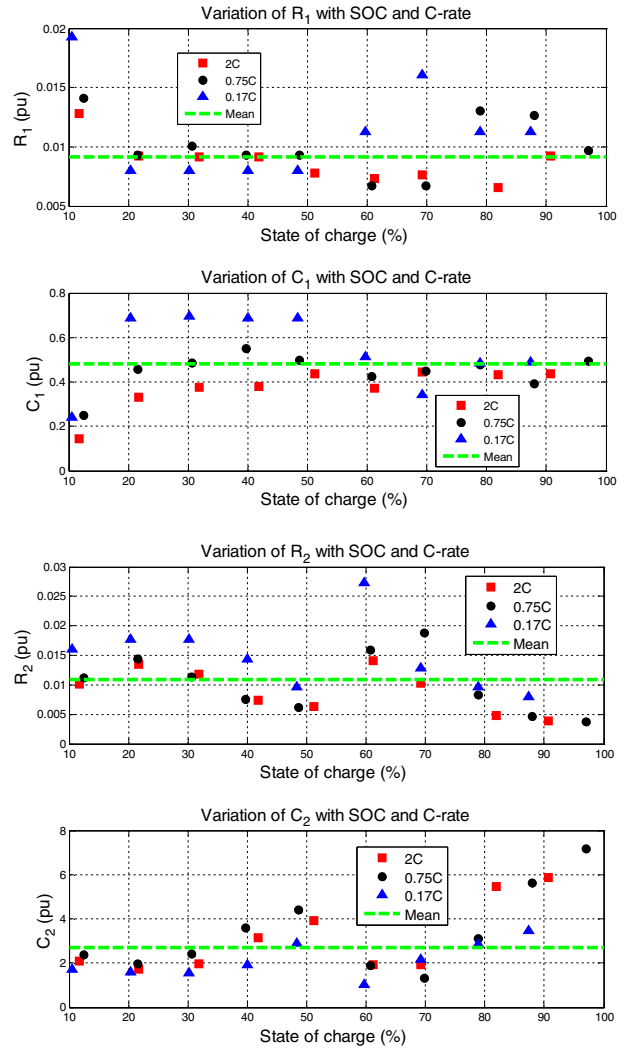 Variation of R₁ with SOC and C-rate
0.02
0.015
0.01
0.005
R₁ (pu)
2C
0.75C
0.17C
Mean
10 20 30 40 50 60 70 80 90 100
State of charge (%)
Variation of C₁ with SOC and C-rate
0.8
0.6
0.4
0.2
0
C₁ (pu)
2C
0.75C
0.17C
Mean
10 20 30 40 50 60 70 80 90 100
State of charge (%)
Variation of R₂ with SOC and C-rate
0.03
0.025
0.02
0.015
0.01
0.005
0
R₂ (pu)
2C
0.75C
0.17C
Mean
10 20 30 40 50 60 70 80 90 100
State of charge (%)
Variation of C₂ with SOC and C-rate
8
6
4
2
0
C₂ (pu)
2C
0.75C
0.17C
Mean
10 20 30 40 50 60 70 80 90 100
State of charge (%)